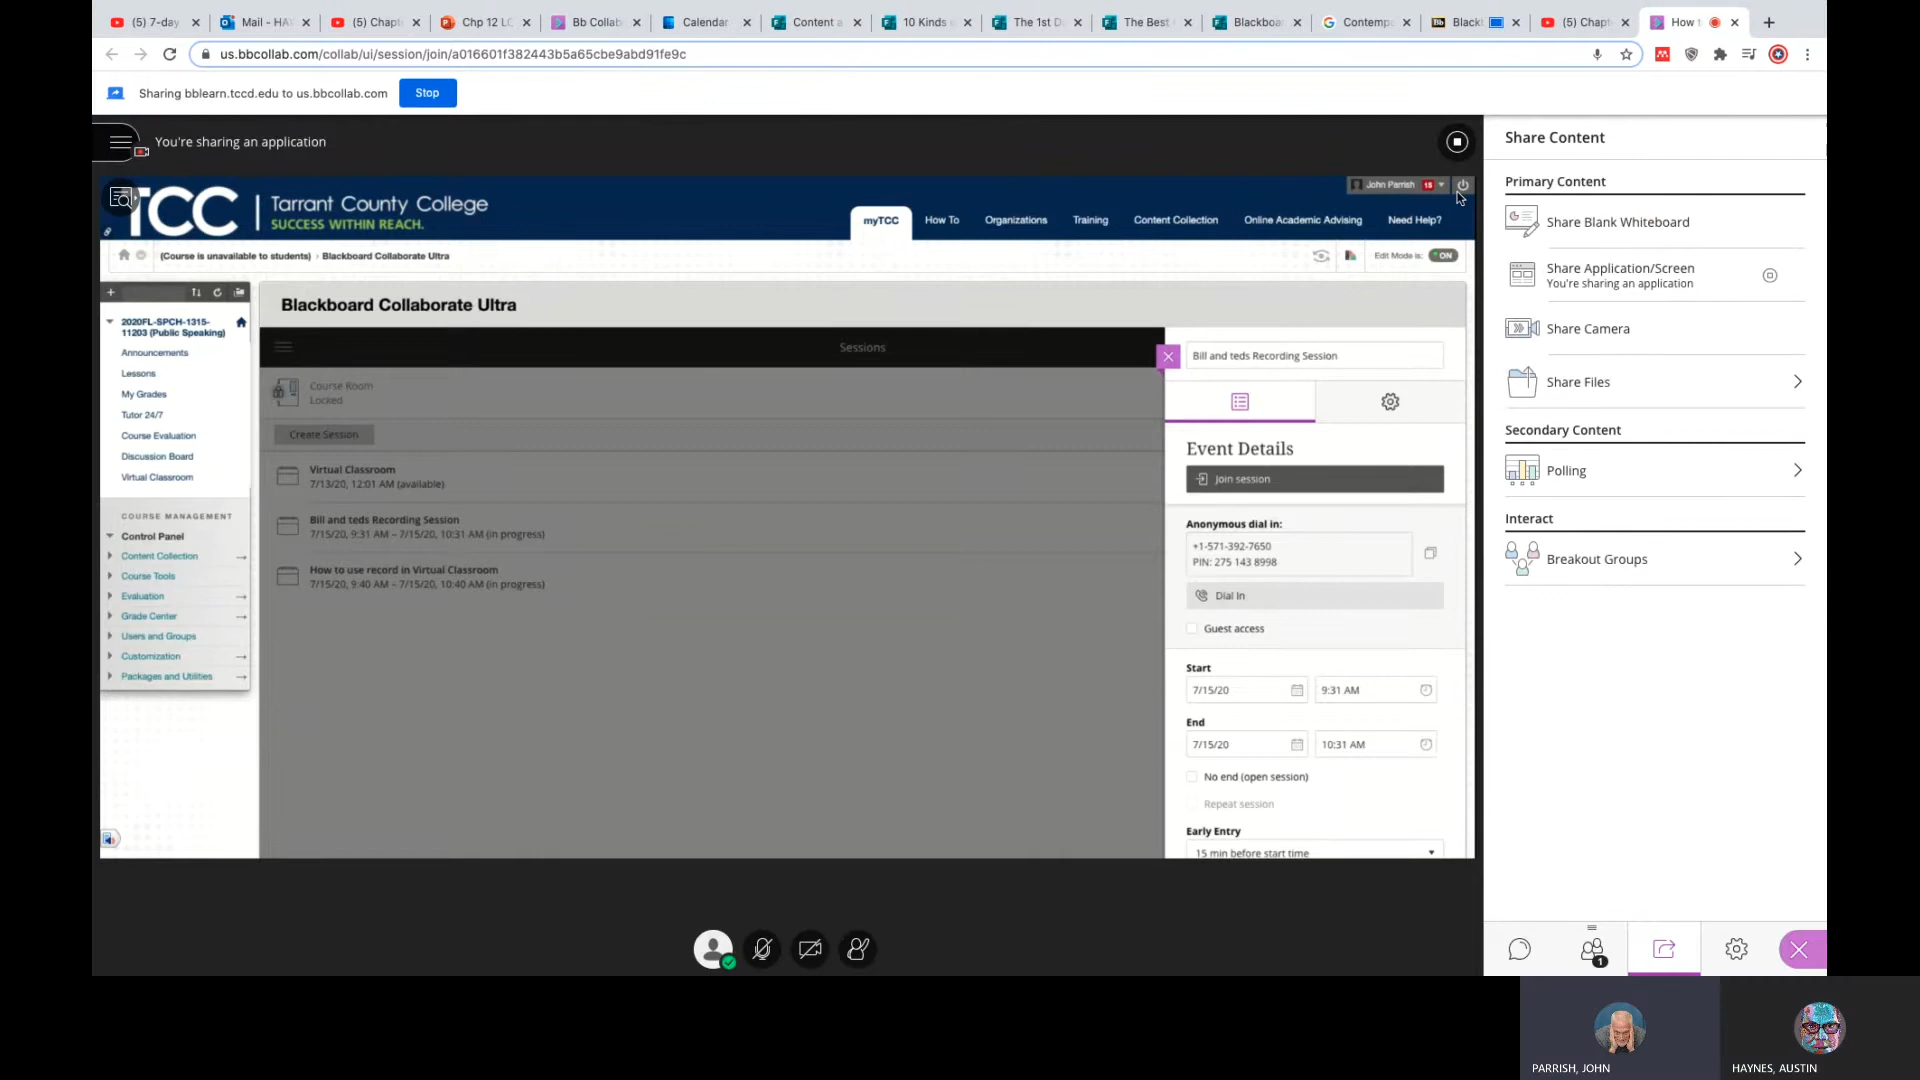 (5) 7-day
Mail - HAY
(5) Chapt
Chp 12 LO
Bb Collab
Calendar
Content a
10 Kinds o
The 1st D
The Best
Blackboar
Contempo
Blackl
(5) Chapt
How t
us.bbcollab.com/collab/ui/session/join/a016601f382443b5a65cbe9abd91fe9c
Sharing bblearn.tccd.edu to us.bbcollab.com
Stop
You're sharing an application
TCC
Tarrant County College
SUCCESS WITHIN REACH.
John Parrish 15
myTCC
How To
Organizations
Training
Content Collection
Online Academic Advising
Need Help?
(Course is unavailable to students) › Blackboard Collaborate Ultra
Edit Mode is: ON
2020FL-SPCH-1315-
11203 (Public Speaking)
Announcements
Lessons
My Grades
Tutor 24/7
Course Evaluation
Discussion Board
Virtual Classroom
COURSE MANAGEMENT
Control Panel
Content Collection
Course Tools
Evaluation
Grade Center
Users and Groups
Customization
Packages and Utilities
Blackboard Collaborate Ultra
Sessions
Course Room
Locked
Create Session
Virtual Classroom
7/13/20, 12:01 AM (available)
Bill and teds Recording Session
7/15/20, 9:31 AM – 7/15/20, 10:31 AM (in progress)
How to use record in Virtual Classroom
7/15/20, 9:40 AM – 7/15/20, 10:40 AM (in progress)
Bill and teds Recording Session
Event Details
Join session
Anonymous dial in:
+1-571-392-7650
PIN: 275 143 8998
Dial In
Guest access
Start
7/15/20
9:31 AM
End
7/15/20
10:31 AM
No end (open session)
Repeat session
Early Entry
15 min before start time
Share Content
Primary Content
Share Blank Whiteboard
Share Application/Screen
You're sharing an application
Share Camera
Share Files
Secondary Content
Polling
Interact
Breakout Groups
1
PARRISH, JOHN
HAYNES, AUSTIN